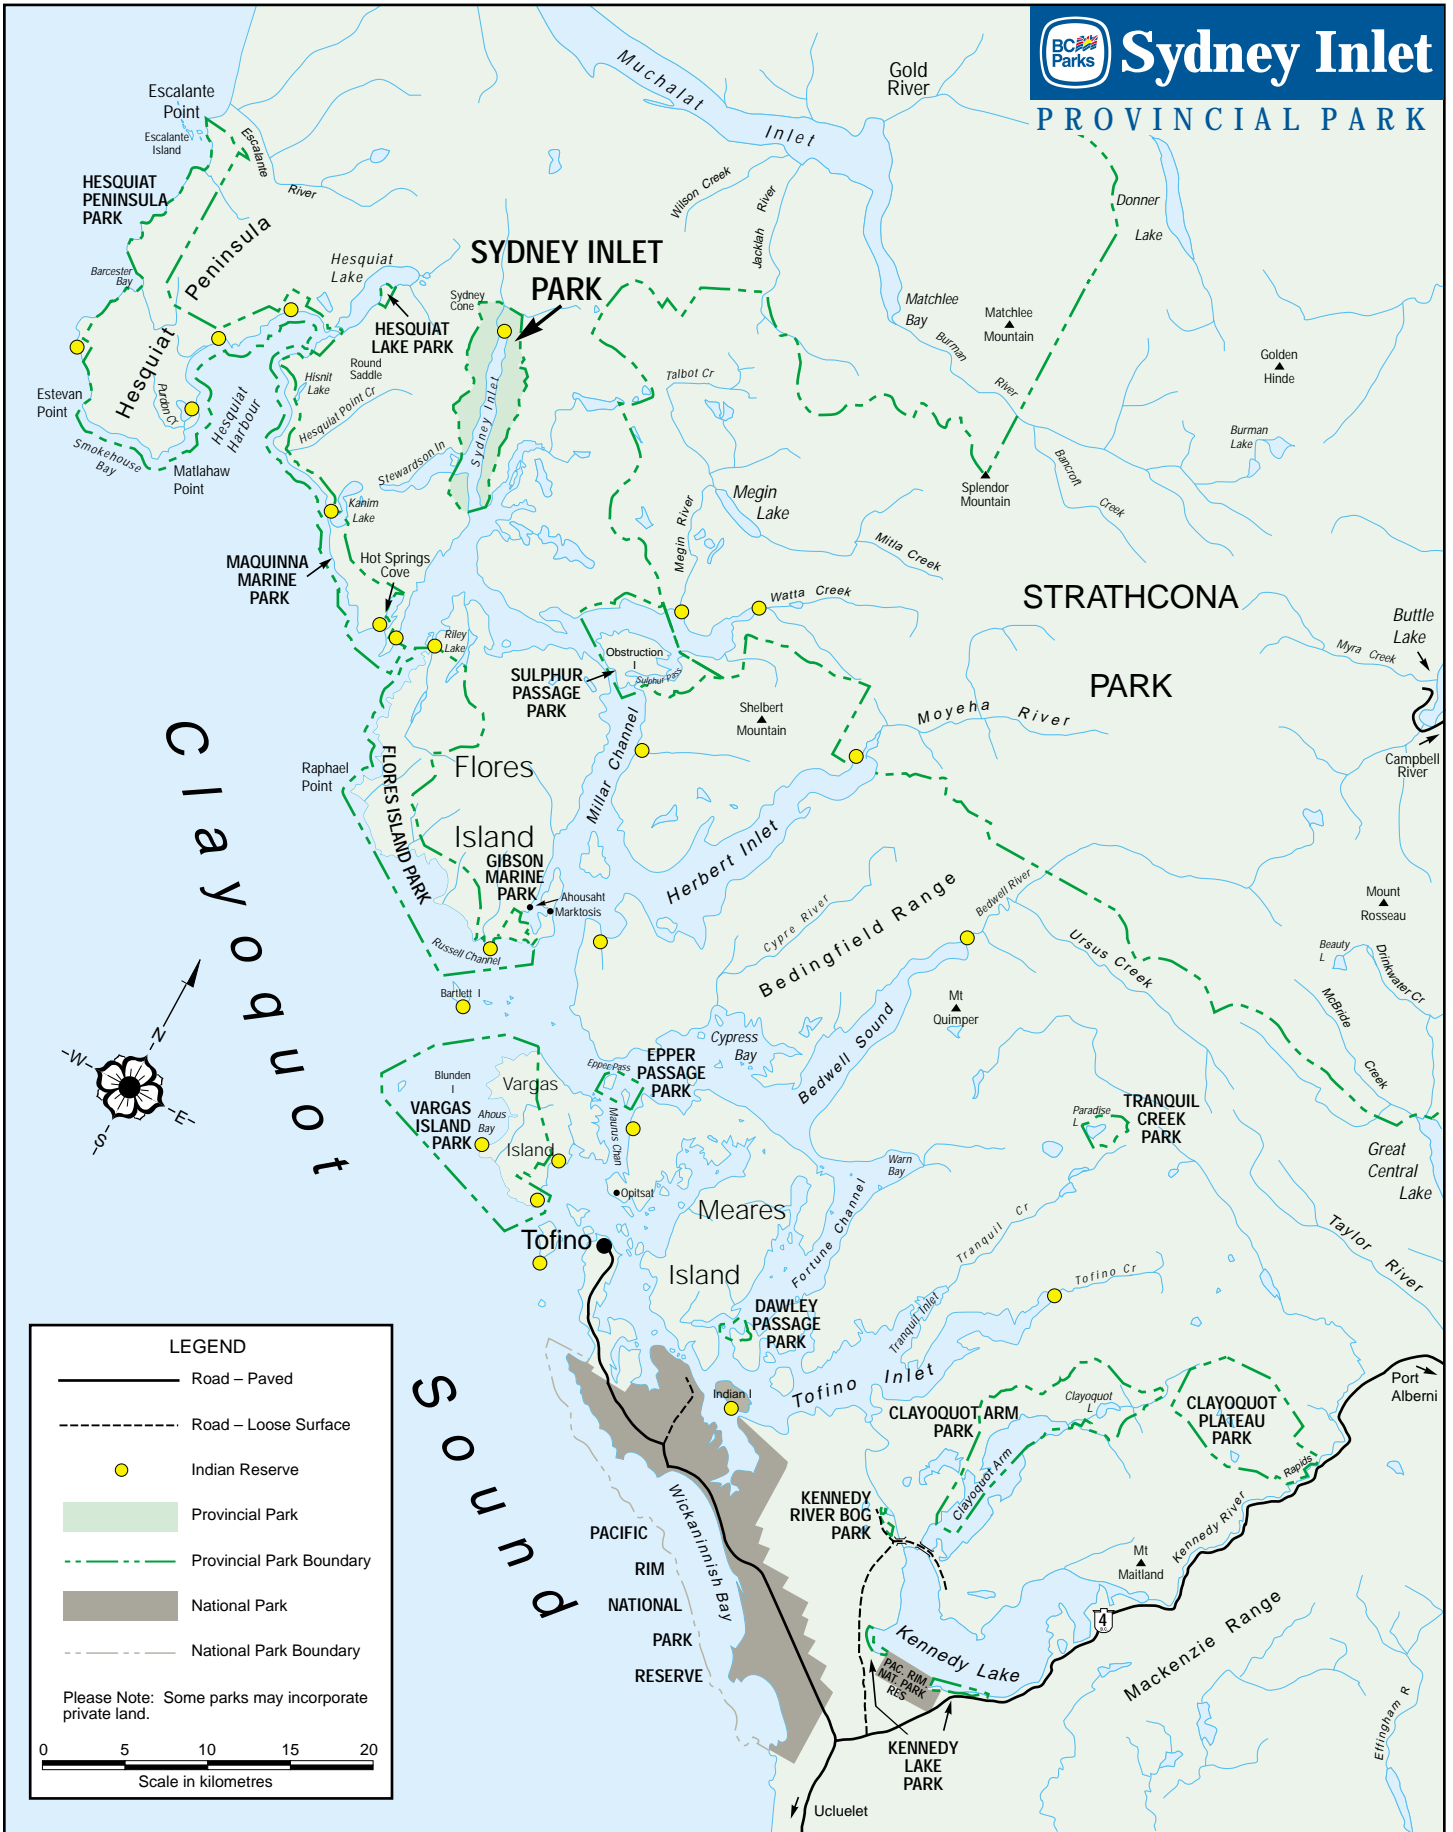 BC
Parks
Sydney Inlet
PROVINCIAL PARK
Muchalat
Inlet
Gold
River
Escalante
Point
Escalante
Island
Escalante
River
HESQUIAT
PENINSULA
PARK
Wilson Creek
Jacklah River
Donner
Lake
Hesquiat
Peninsula
Barcester
Bay
Hesquiat
Lake
SYDNEY INLET
PARK
Sydney
Cone
HESQUIAT
LAKE PARK
Matchlee
Bay
Matchlee
Mountain
Burman
River
Golden
Hinde
Round
Saddle
Hisnit
Lake
Talbot Cr
Estevan
Point
Purdon Cr
Hesquiat
Harbour
Hesquiat Point Cr
Sydney Inlet
Burman
Lake
Smokehouse
Bay
Matlahaw
Point
Stewardson In
Bancroft
Creek
Splendor
Mountain
Megin
Lake
Kanim
Lake
Megin River
Mitla Creek
MAQUINNA
MARINE
PARK
Hot Springs
Cove
Watta Creek
STRATHCONA
PARK
Buttle
Lake
Myra Creek
Riley
Lake
Obstruction
I
Sulphur Pass
SULPHUR
PASSAGE
PARK
Shelbert
Mountain
Moyeha River
Campbell
River
Clayoquot
Sound
Raphael
Point
FLORES ISLAND PARK
Flores
Island
Millar Channel
Herbert Inlet
GIBSON
MARINE
PARK
Ahousaht
Marktosis
Russell Channel
Cypre River
Bedingfield Range
Bedwell River
Ursus Creek
Mount
Rosseau
Beauty
L
Drinkwater Cr
McBride
Creek
Bartlett I
Mt
Quimper
Bedwell Sound
Cypress
Bay
N
W
E
S
Blunden
I
Vargas
Island
Epper Pass
EPPER
PASSAGE
PARK
VARGAS
ISLAND
PARK
Ahous
Bay
Maurus Chan
Paradise
L
TRANQUIL
CREEK
PARK
Great
Central
Lake
Warn
Bay
Opitsat
Meares
Island
Fortune Channel
Tranquil Cr
Taylor River
Tofino
Tofino Cr
DAWLEY
PASSAGE
PARK
Tranquil Inlet
Tofino Inlet
Indian I
Port
Alberni
CLAYOQUOT ARM
PARK
Clayoquot
L
CLAYOQUOT
PLATEAU
PARK
Clayoquot Arm
Rapids
Kennedy River
KENNEDY
RIVER BOG
PARK
Mt
Maitland
Wickaninnish Bay
PACIFIC
RIM
NATIONAL
PARK
RESERVE
4
B.C.
Kennedy Lake
PAC. RIM.
NAT. PARK
RES
Mackenzie Range
Effingham R
KENNEDY
LAKE
PARK
Ucluelet
LEGEND
Road – Paved
Road – Loose Surface
Indian Reserve
Provincial Park
Provincial Park Boundary
National Park
National Park Boundary
Please Note: Some parks may incorporate
private land.
0 5 10 15 20
Scale in kilometres